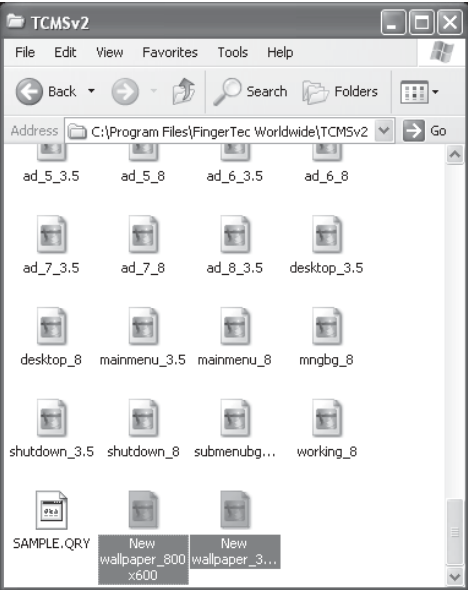 TCMSv2
File Edit View Favorites Tools Help
Back Search Folders
Address C:\Program Files\FingerTec Worldwide\TCMSv2 Go
ad_5_3.5 ad_5_8 ad_6_3.5 ad_6_8
ad_7_3.5 ad_7_8 ad_8_3.5 desktop_3.5
desktop_8 mainmenu_3.5 mainmenu_8 mngbg_8
shutdown_3.5 shutdown_8 submenubg... working_8
SAMPLE.QRY New wallpaper_800 x600 New wallpaper_3...